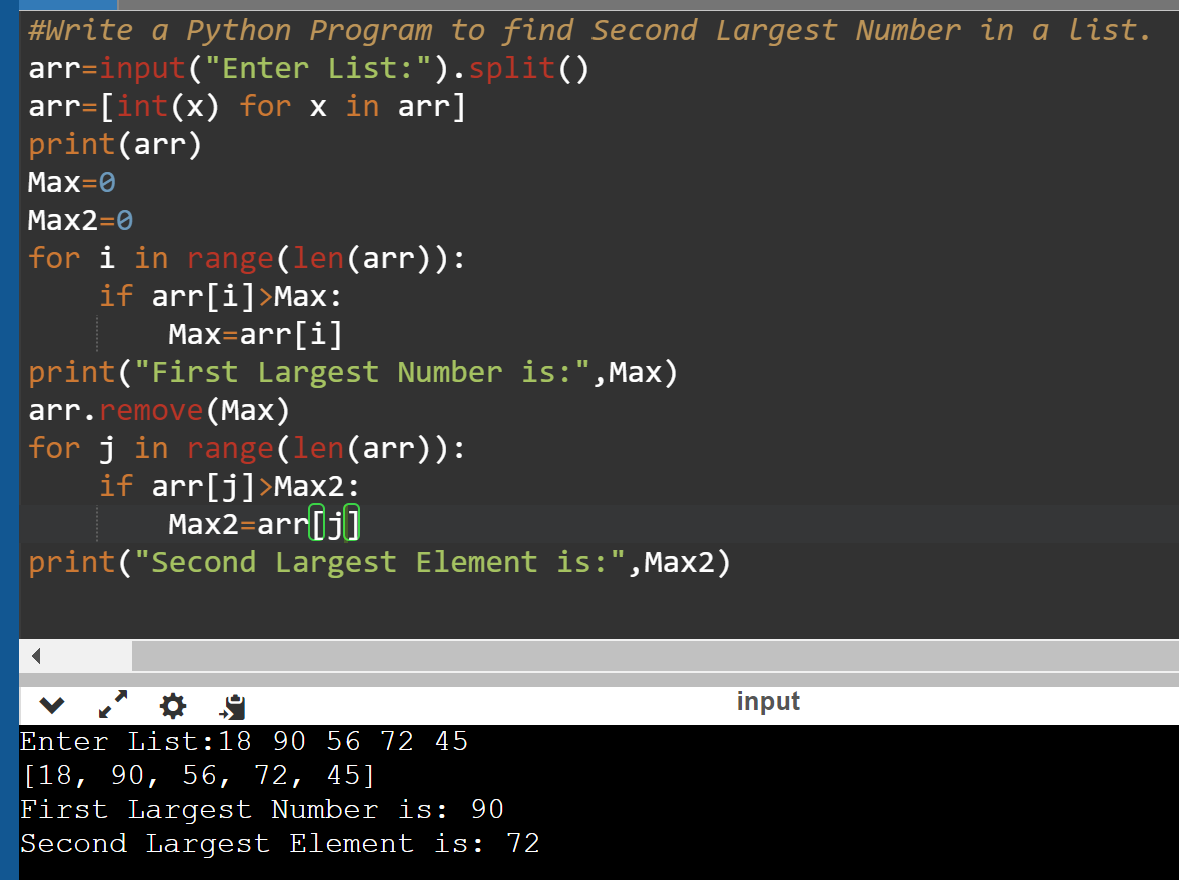 #Write a Python Program to find Second Largest Number in a list.
arr=input("Enter List:").split()
arr=[int(x) for x in arr]
print(arr)
Max=0
Max2=0
for i in range(len(arr)):
    if arr[i]>Max:
        Max=arr[i]
print("First Largest Number is:",Max)
arr.remove(Max)
for j in range(len(arr)):
    if arr[j]>Max2:
        Max2=arr[j]
print("Second Largest Element is:",Max2)
input
Enter List:18 90 56 72 45
[18, 90, 56, 72, 45]
First Largest Number is: 90
Second Largest Element is: 72